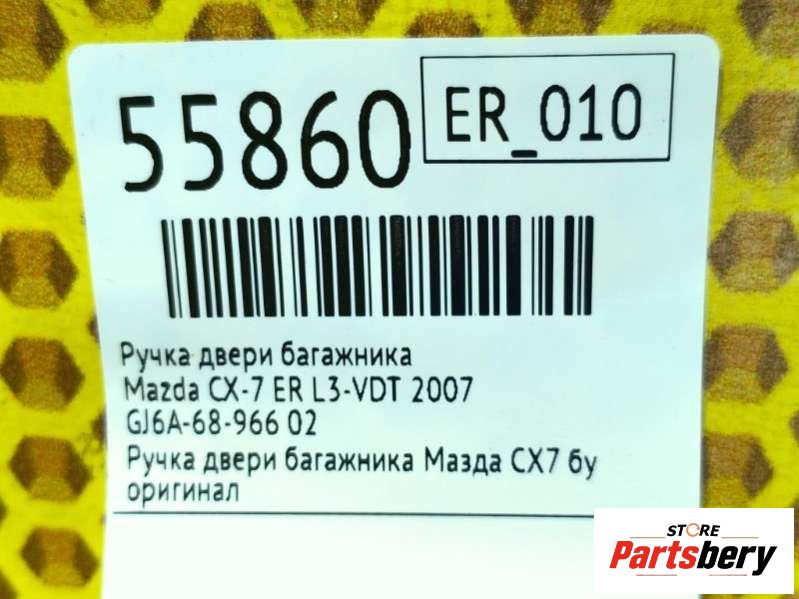 55860
ER_010
Ручка двери багажника
Mazda CX-7 ER L3-VDT 2007
GJ6A-68-966 02
Ручка двери багажника Мазда CX7 бу
оригинал
STORE
Partsbery